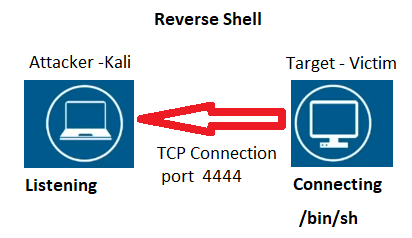 Reverse Shell
Attacker -Kali
Target - Victim
TCP Connection
port 4444
Listening
Connecting
/bin/sh